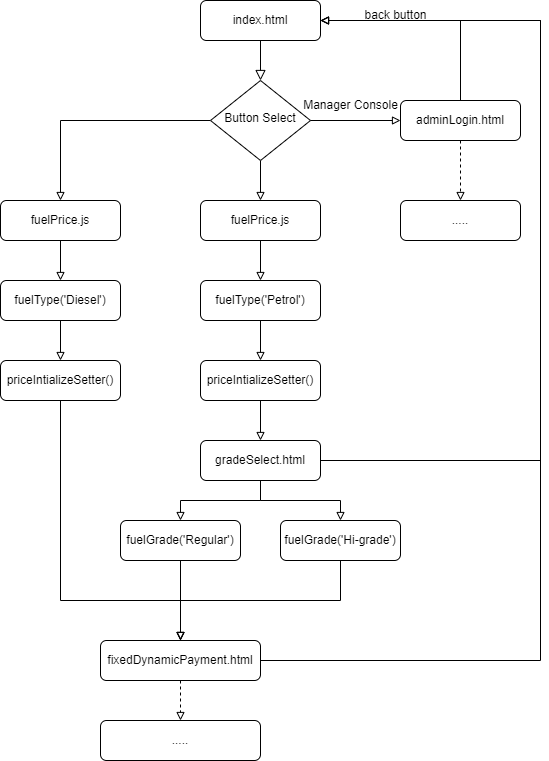 index.html
back button
Button Select
Manager Console
adminLogin.html
fuelPrice.js
fuelPrice.js
.....
fuelType('Diesel')
fuelType('Petrol')
priceIntializeSetter()
priceIntializeSetter()
gradeSelect.html
fuelGrade('Regular')
fuelGrade('Hi-grade')
fixedDynamicPayment.html
.....